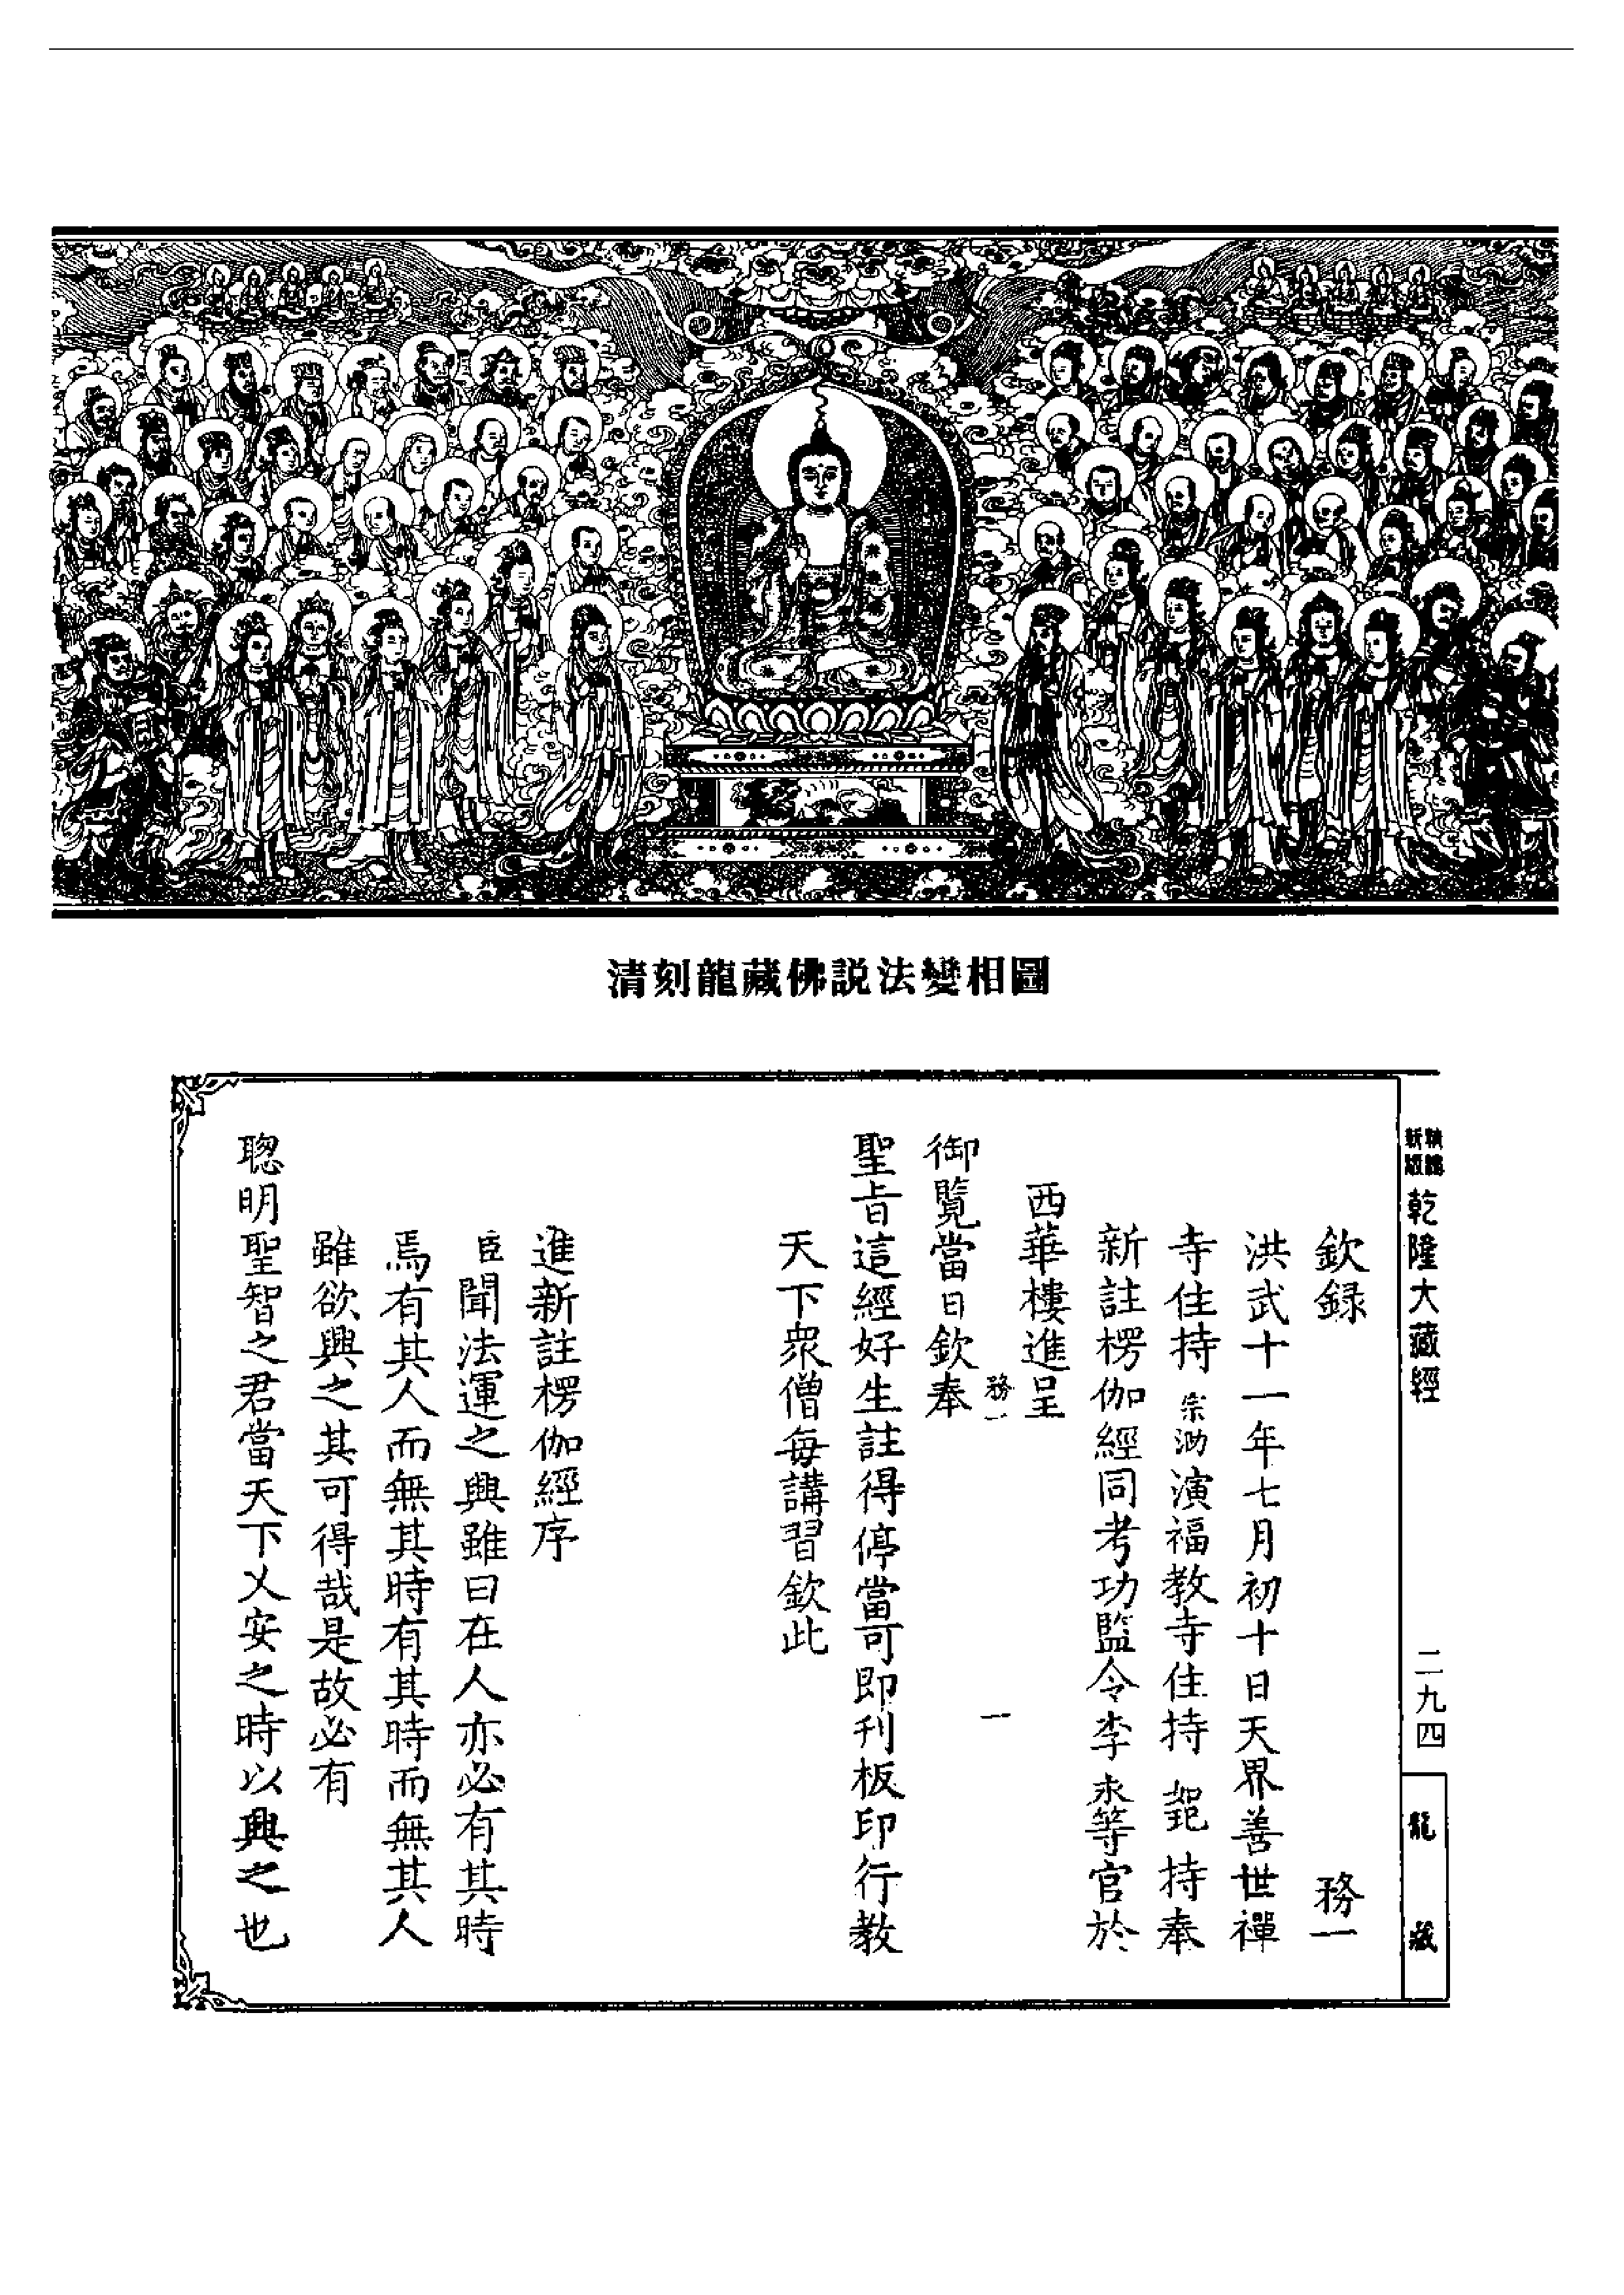 清刻龍藏佛説法變相圖
新版
乾隆大藏經
二九四
龍藏
欽録 務一
洪武十一年七月初十日天界善世禪
寺住持宗泐演福教寺住持如玘持奉
新註楞伽經同考功監令李永等官於
西華樓進呈
務一
一
御覽當日欽奉
聖旨這經好生註得停當可即刊板印行教
天下衆僧每講習欽此
進新註楞伽經序
臣聞法運之興雖曰在人亦必有其時
焉有其人而無其時有其時而無其人
雖欲興之其可得哉是故必有
聰明聖智之君當天下乂安之時以興之也